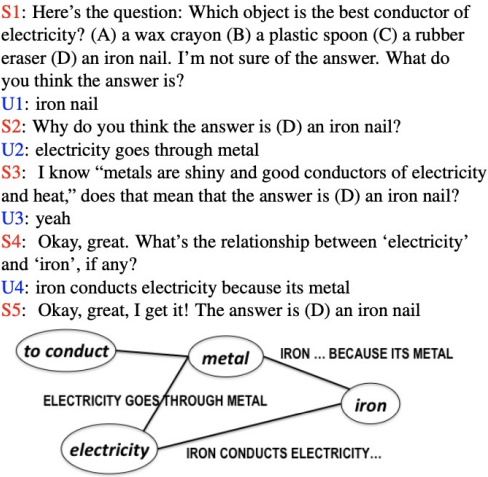 S1: Here's the question: Which object is the best conductor of
electricity? (A) a wax crayon (B) a plastic spoon (C) a rubber
eraser (D) an iron nail. I'm not sure of the answer. What do
you think the answer is?
U1: iron nail
S2: Why do you think the answer is (D) an iron nail?
U2: electricity goes through metal
S3: I know “metals are shiny and good conductors of electricity
and heat,” does that mean that the answer is (D) an iron nail?
U3: yeah
S4: Okay, great. What's the relationship between ‘electricity’
and ‘iron’, if any?
U4: iron conducts electricity because its metal
S5: Okay, great, I get it! The answer is (D) an iron nail
to conduct
metal
IRON ... BECAUSE ITS METAL
ELECTRICITY GOES THROUGH METAL
iron
electricity
IRON CONDUCTS ELECTRICITY...